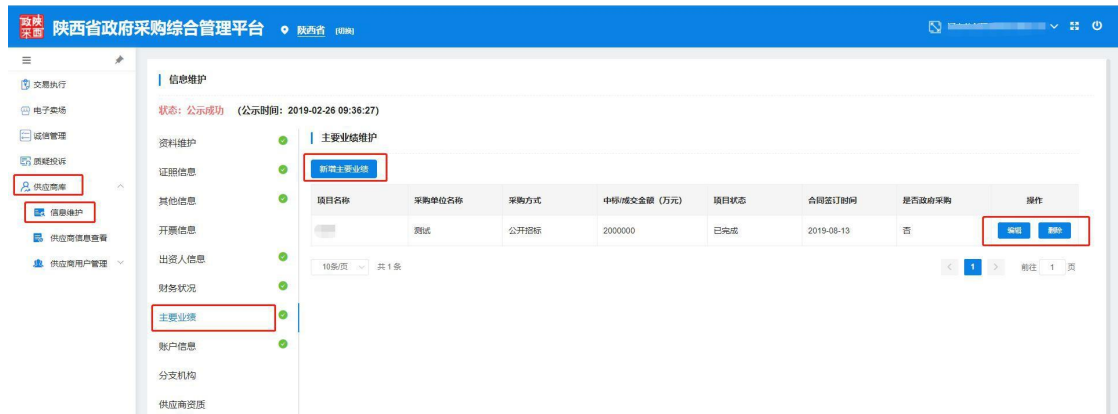 政陕
采西
陕西省政府采购综合管理平台 陕西省 [切换]
交易执行
电子卖场
诚信管理
质疑投诉
供应商库
信息维护
供应商信息查看
供应商用户管理
信息维护
状态：公示成功 (公示时间：2019-02-26 09:36:27)
资料维护
证照信息
其他信息
开票信息
出资人信息
财务状况
主要业绩
账户信息
分支机构
供应商资质
主要业绩维护
新增主要业绩
项目名称 采购单位名称 采购方式 中标/成交金额（万元） 项目状态 合同签订时间 是否政府采购 操作
测试 公开招标 2000000 已完成 2019-08-13 否 编辑 删除
10条/页 共 1 条 1 前往 1 页